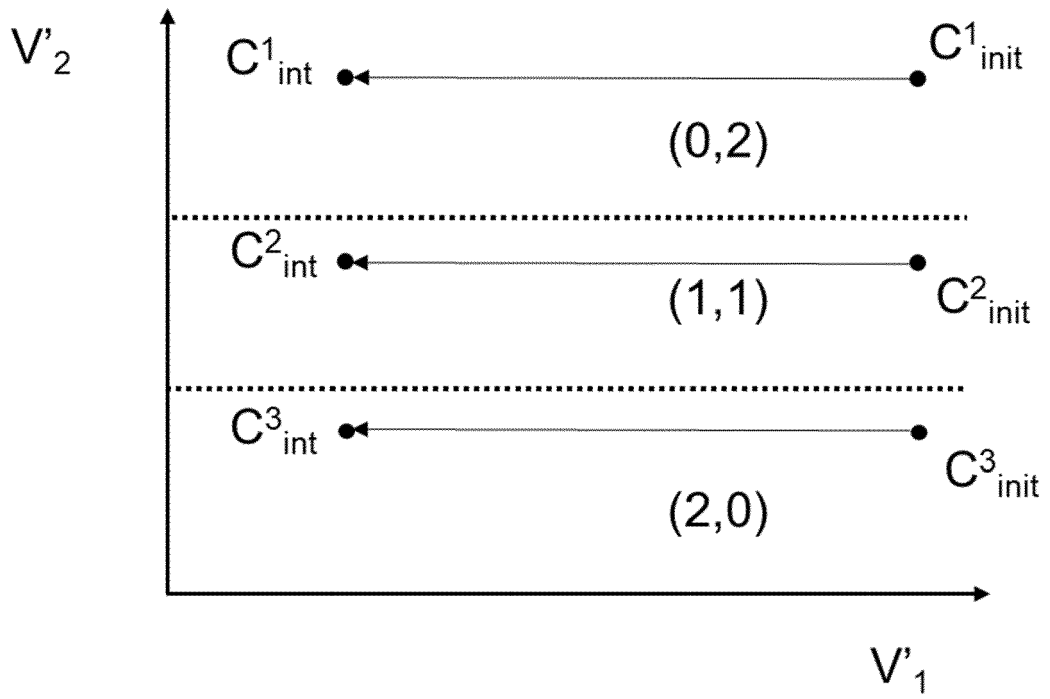 V’2
C1int
C1init
(0,2)
C2int
(1,1)
C2init
C3int
C3init
(2,0)
V’1